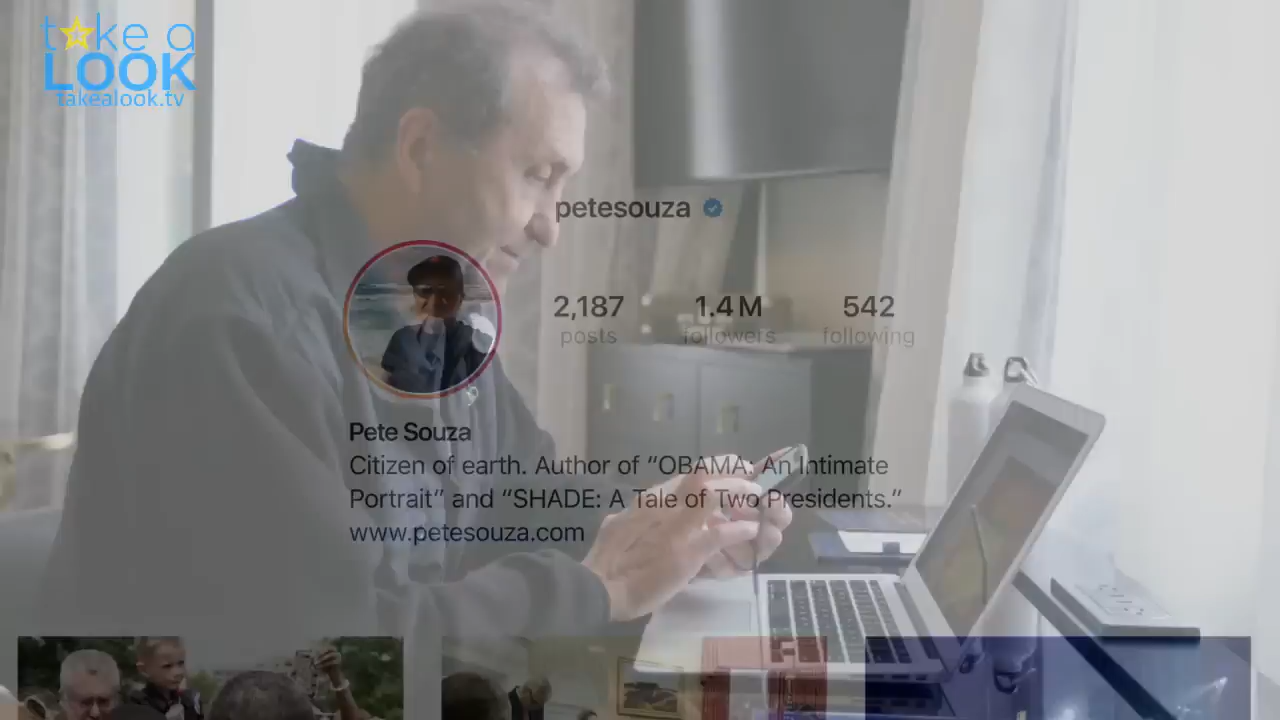 take a
LOOK
takealook.tv
petesouza
2,187 1.4 M 542
posts followers following
Pete Souza
Citizen of earth. Author of “OBAMA: An Intimate
Portrait” and “SHADE: A Tale of Two Presidents.”
www.petesouza.com